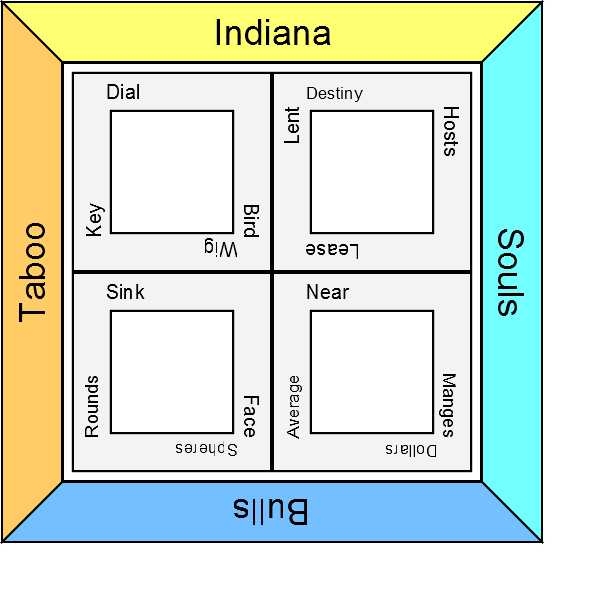 Indiana
Taboo
Souls
Bulls
Dial
Key
Bird
Wig
Destiny
Lent
Hosts
Lease
Sink
Rounds
Face
Spheres
Near
Average
Manges
Dollars